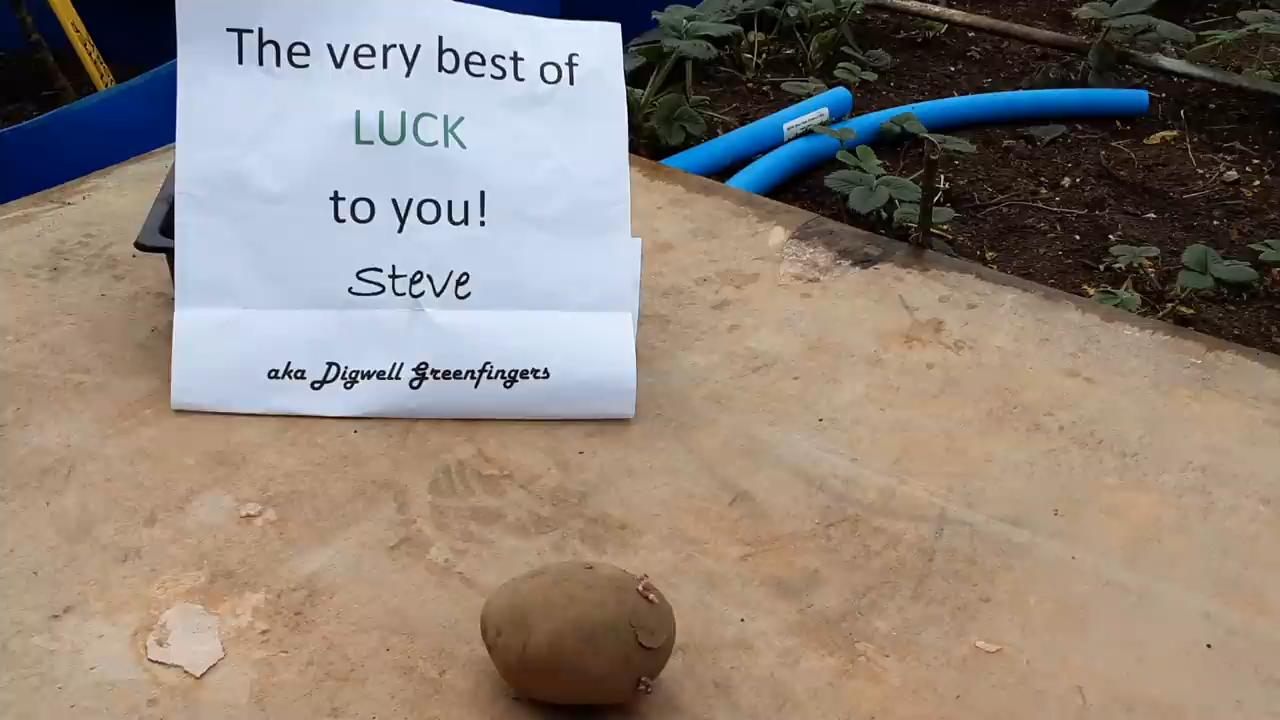 The very best of
LUCK
to you!
Steve
aka Digwell Greenfingers